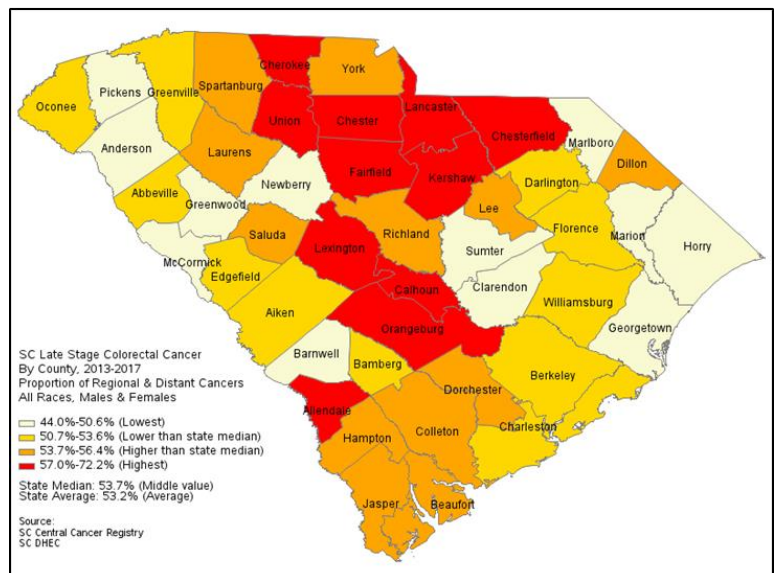 Cherokee
York
Pickens
Greenville
Spartanburg
Oconee
Lancaster
Union
Chester
Chesterfield
Marlboro
Anderson
Laurens
Dillon
Fairfield
Kershaw
Darlington
Abbeville
Newberry
Greenwood
Lee
Florence
Marion
Saluda
Richland
Horry
Lexington
Sumter
McCormick
Edgefield
Calhoun
Clarendon
Williamsburg
Aiken
Orangeburg
Georgetown
Barnwell
Bamberg
Berkeley
Dorchester
Allendale
Charleston
Hampton
Colleton
Jasper
Beaufort
SC Late Stage Colorectal Cancer
By County, 2013-2017
Proportion of Regional & Distant Cancers
All Races, Males & Females
44.0%-50.6% (Lowest)
50.7%-53.6% (Lower than state median)
53.7%-56.4% (Higher than state median)
57.0%-72.2% (Highest)
State Median: 53.7% (Middle value)
State Average: 53.2% (Average)
Source:
SC Central Cancer Registry
SC DHEC